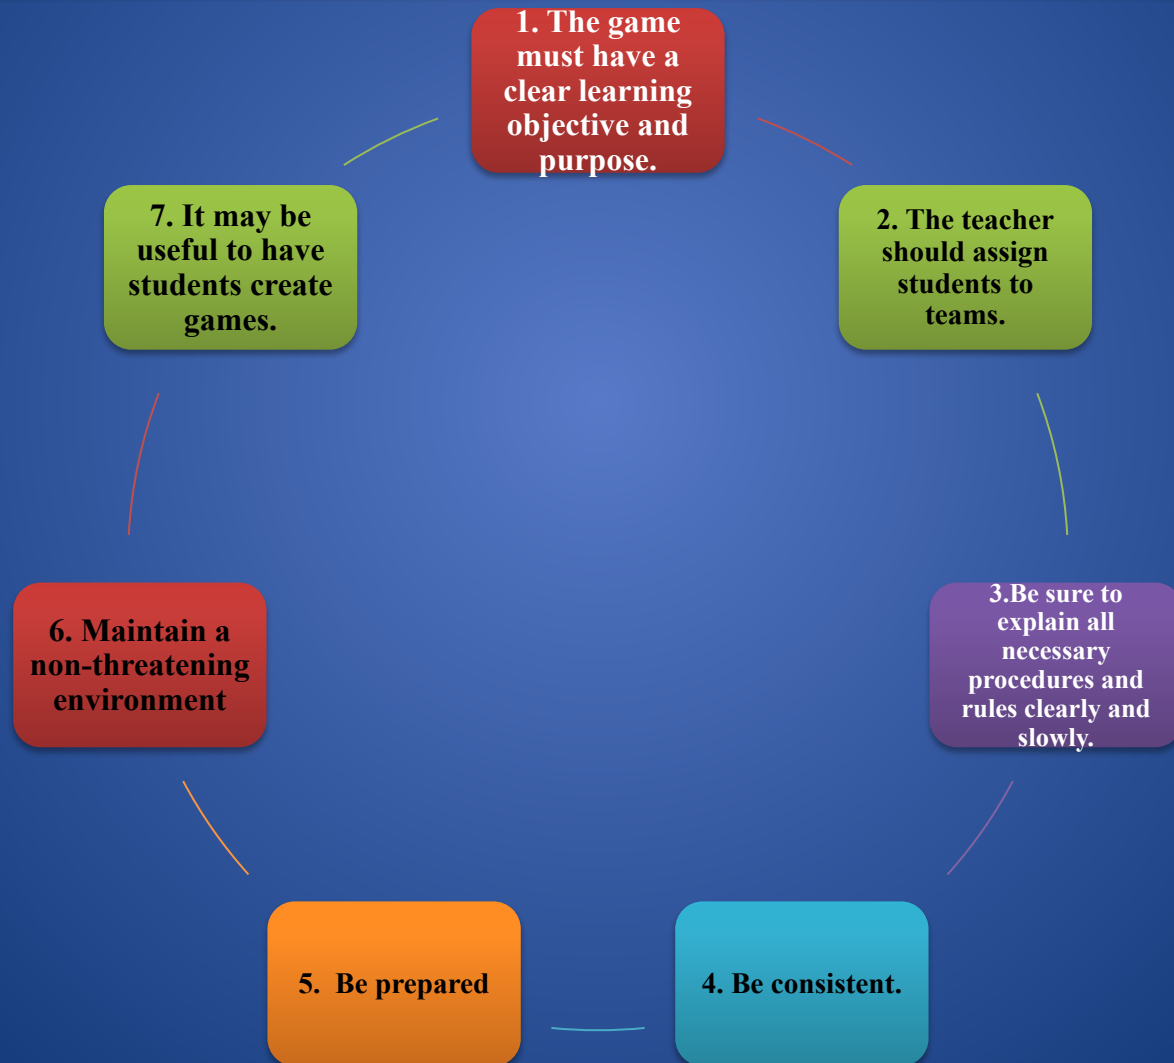 1. The game
must have a
clear learning
objective and
purpose.
2. The teacher
should assign
students to
teams.
3.Be sure to
explain all
necessary
procedures and
rules clearly and
slowly.
4. Be consistent.
5. Be prepared
6. Maintain a
non-threatening
environment
7. It may be
useful to have
students create
games.